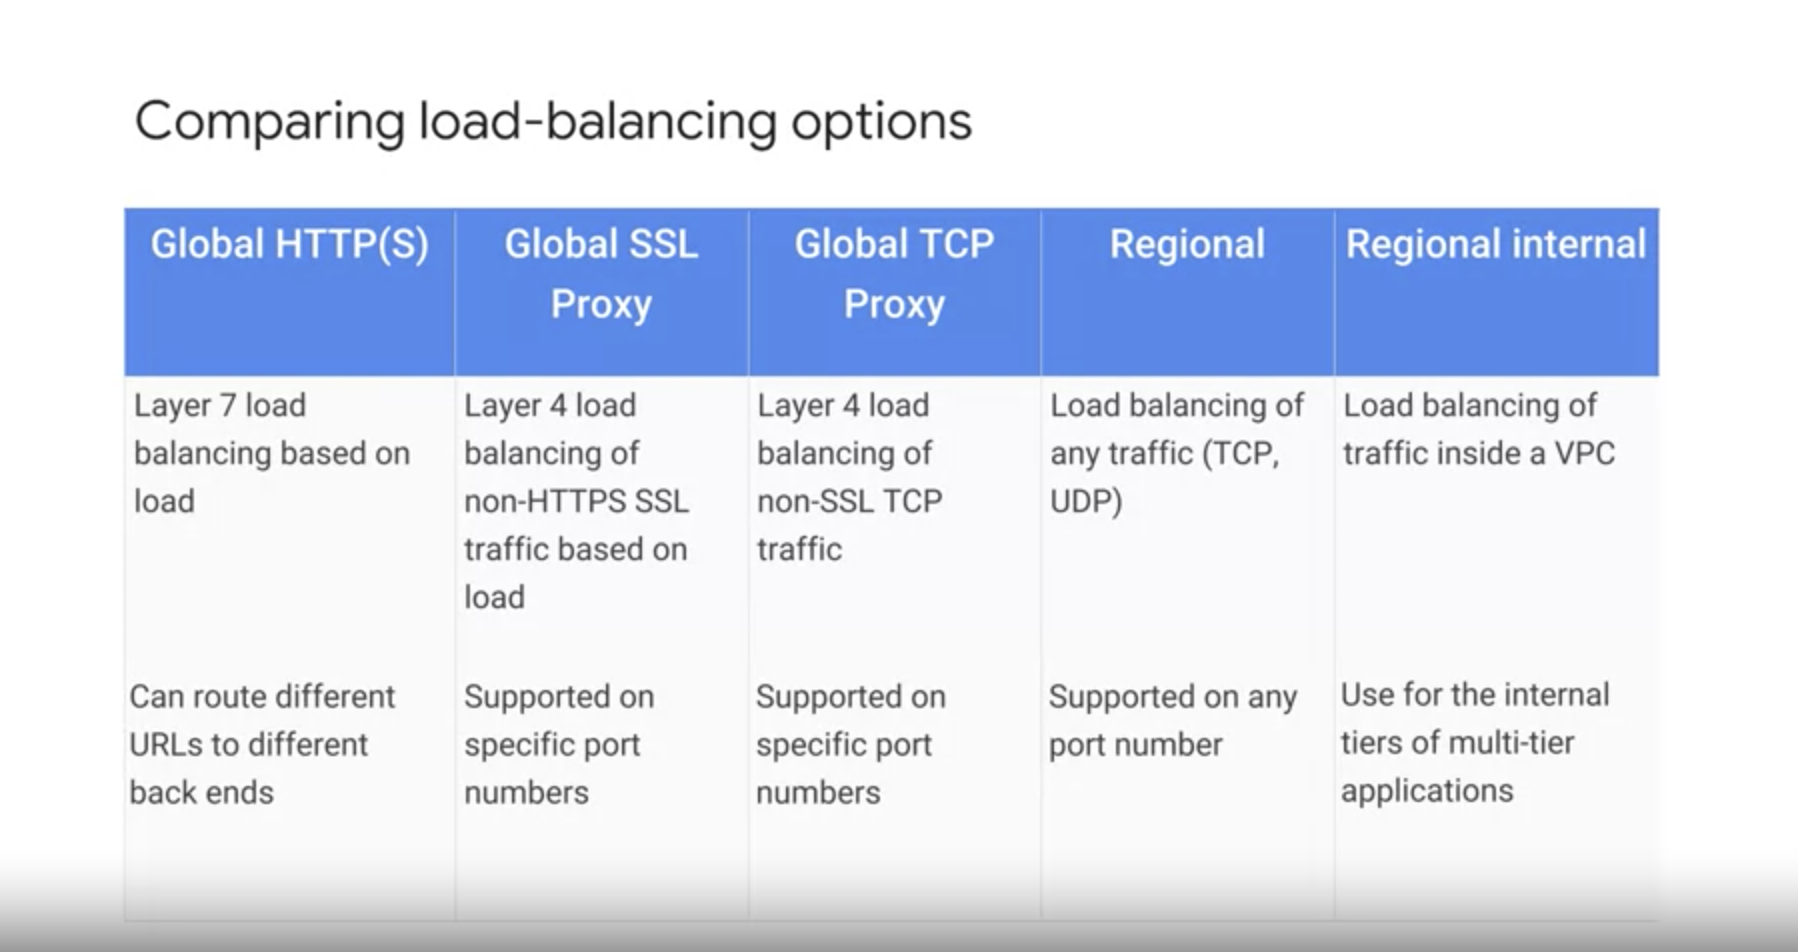 Comparing load-balancing options
Global HTTP(S)
Global SSL
Proxy
Global TCP
Proxy
Regional
Regional internal
Layer 7 load
balancing based on
load
Layer 4 load
balancing of
non-HTTPS SSL
traffic based on
load
Layer 4 load
balancing of
non-SSL TCP
traffic
Load balancing of
any traffic (TCP,
UDP)
Load balancing of
traffic inside a VPC
Can route different
URLs to different
back ends
Supported on
specific port
numbers
Supported on
specific port
numbers
Supported on any
port number
Use for the internal
tiers of multi-tier
applications